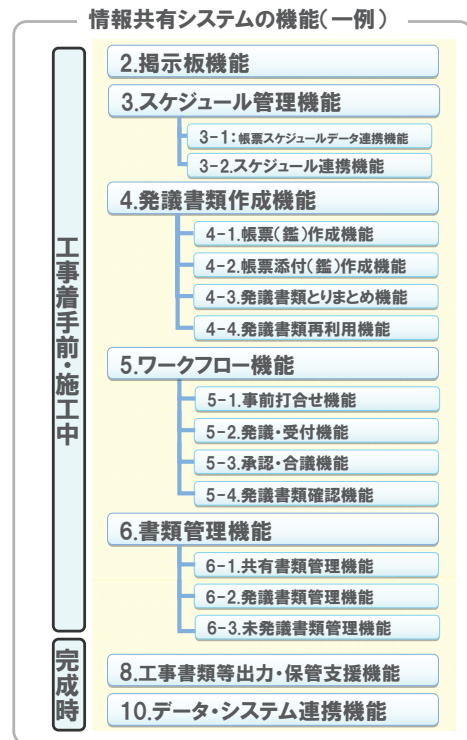 情報共有システムの機能(一例)
工事着手前・施工中
2.掲示板機能
3.スケジュール管理機能
3-1:帳票スケジュールデータ連携機能
3-2.スケジュール連携機能
4.発議書類作成機能
4-1.帳票(鑑)作成機能
4-2.帳票添付(鑑)作成機能
4-3.発議書類とりまとめ機能
4-4.発議書類再利用機能
5.ワークフロー機能
5-1.事前打合せ機能
5-2.発議・受付機能
5-3.承認・合議機能
5-4.発議書類確認機能
6.書類管理機能
6-1.共有書類管理機能
6-2.発議書類管理機能
6-3.未発議書類管理機能
完成時
8.工事書類等出力・保管支援機能
10.データ・システム連携機能